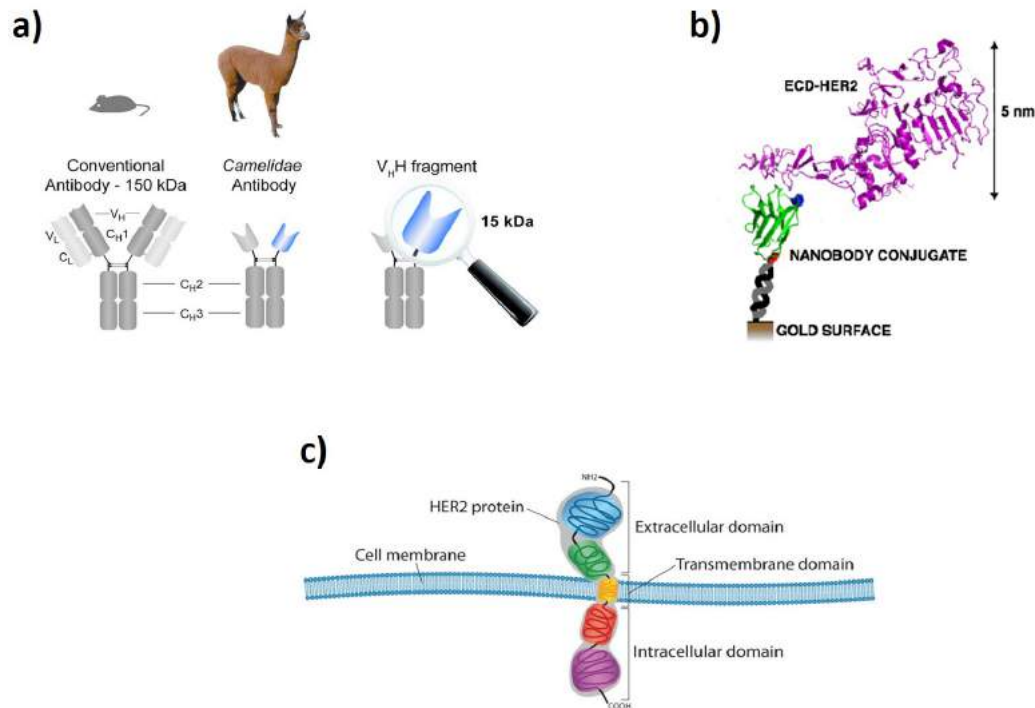 a)
Conventional
Antibody - 150 kDa
Camelidae
Antibody
VHH fragment
15 kDa
VH
VL
CH1
CL
CH2
CH3
b)
ECD-HER2
5 nm
NANOBODY CONJUGATE
GOLD SURFACE
c)
NH2
HER2 protein
Extracellular domain
Cell membrane
Transmembrane domain
Intracellular domain
COOH